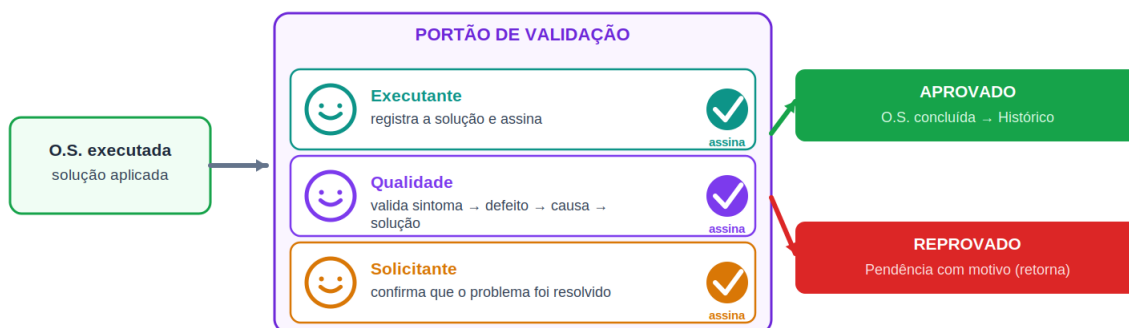 PORTÃO DE VALIDAÇÃO
O.S. executada
solução aplicada
Executante
registra a solução e assina
assina
Qualidade
valida sintoma → defeito → causa →
solução
assina
Solicitante
confirma que o problema foi resolvido
assina
APROVADO
O.S. concluída → Histórico
REPROVADO
Pendência com motivo (retorna)